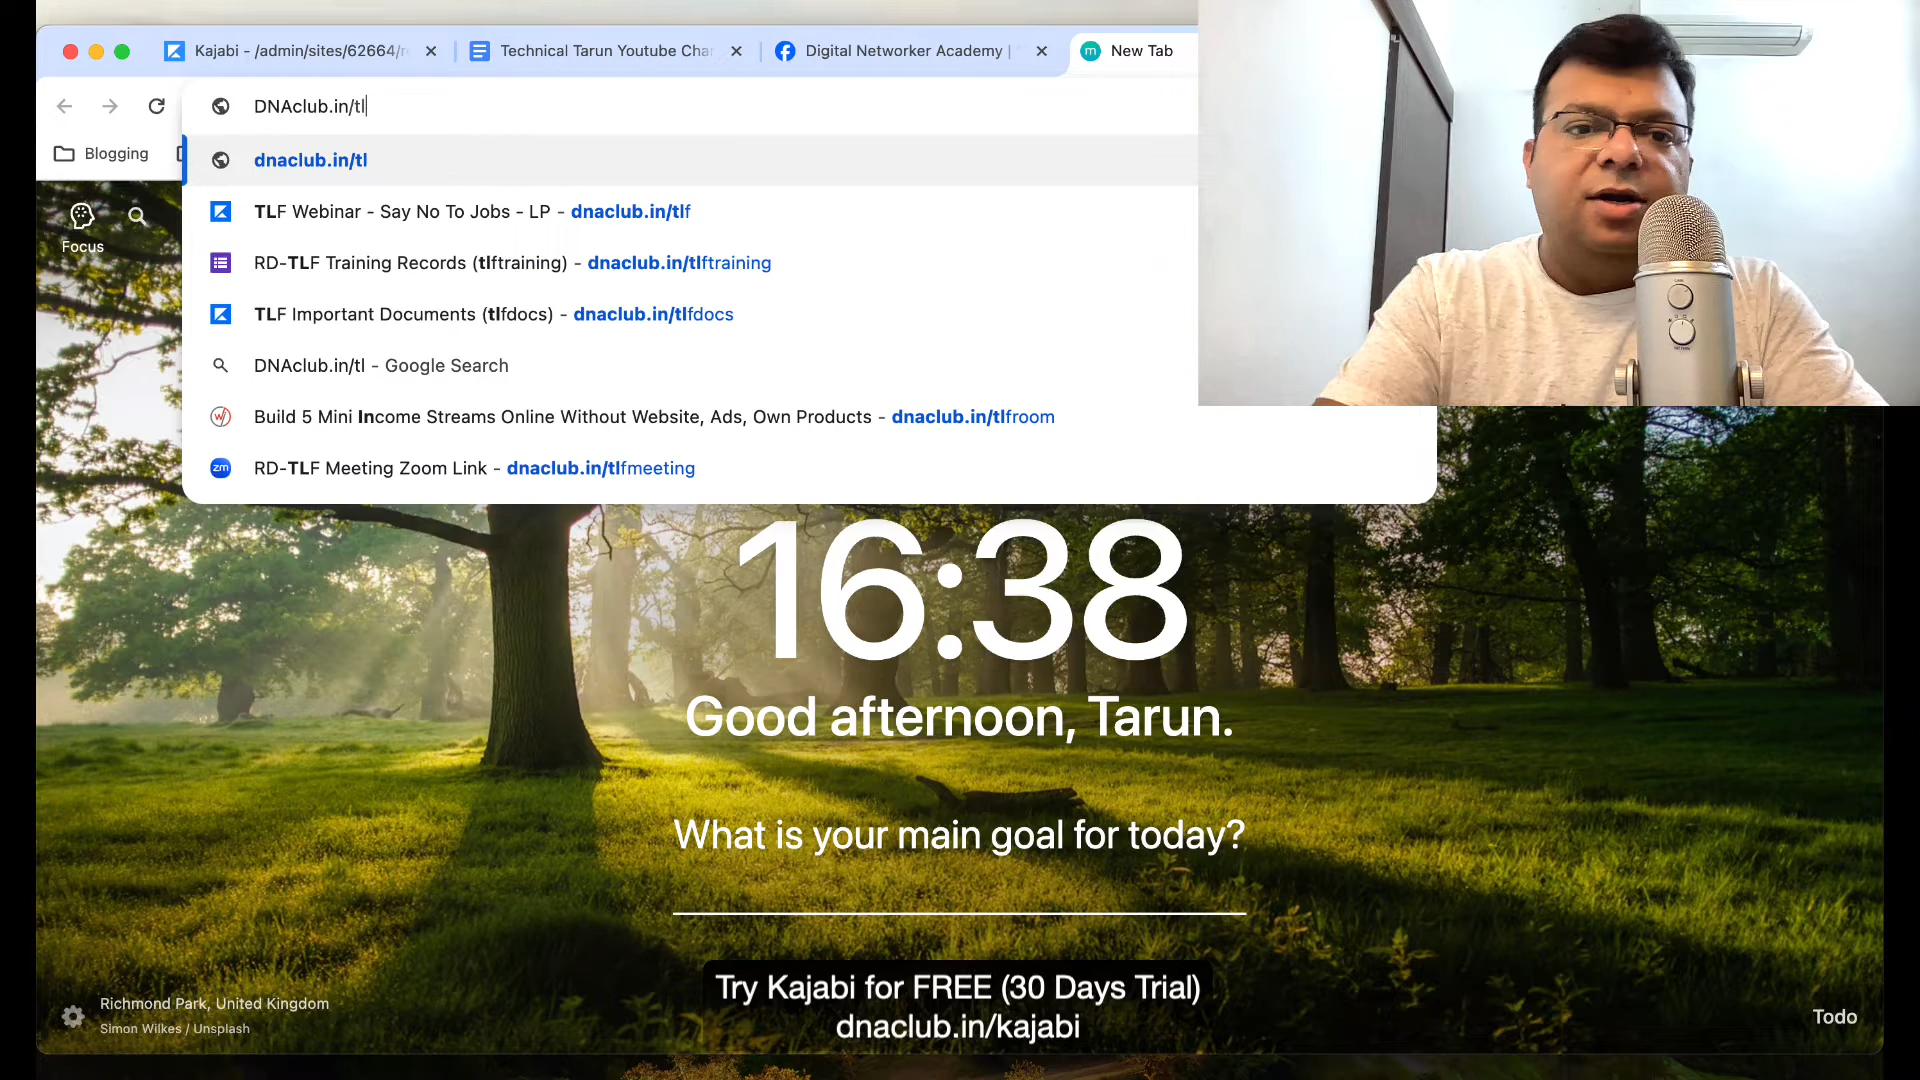 Kajabi - /admin/sites/62664/re
Technical Tarun Youtube Cha
Digital Networker Academy |
New Tab
DNAclub.in/tl
Blogging
dnaclub.in/tl
TLF Webinar - Say No To Jobs - LP - dnaclub.in/tlf
RD-TLF Training Records (tlftraining) - dnaclub.in/tlftraining
TLF Important Documents (tlfdocs) - dnaclub.in/tlfdocs
DNAclub.in/tl - Google Search
Build 5 Mini Income Streams Online Without Website, Ads, Own Products - dnaclub.in/tlfroom
zm
RD-TLF Meeting Zoom Link - dnaclub.in/tlfmeeting
Focus
16:38
Good afternoon, Tarun.
What is your main goal for today?
Try Kajabi for FREE (30 Days Trial)
dnaclub.in/kajabi
Richmond Park, United Kingdom
Simon Wilkes / Unsplash
Todo